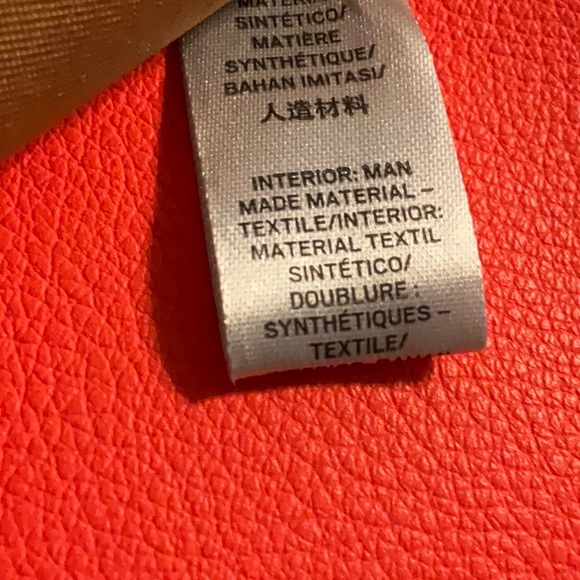 SINTÉTICO/
MATIÈRE
SYNTHÉTIQUE/
BAHAN IMITASI/
人造材料
INTERIOR: MAN
MADE MATERIAL –
TEXTILE/INTERIOR:
MATERIAL TEXTIL
SINTÉTICO/
DOUBLURE :
SYNTHÉTIQUES –
TEXTILE/